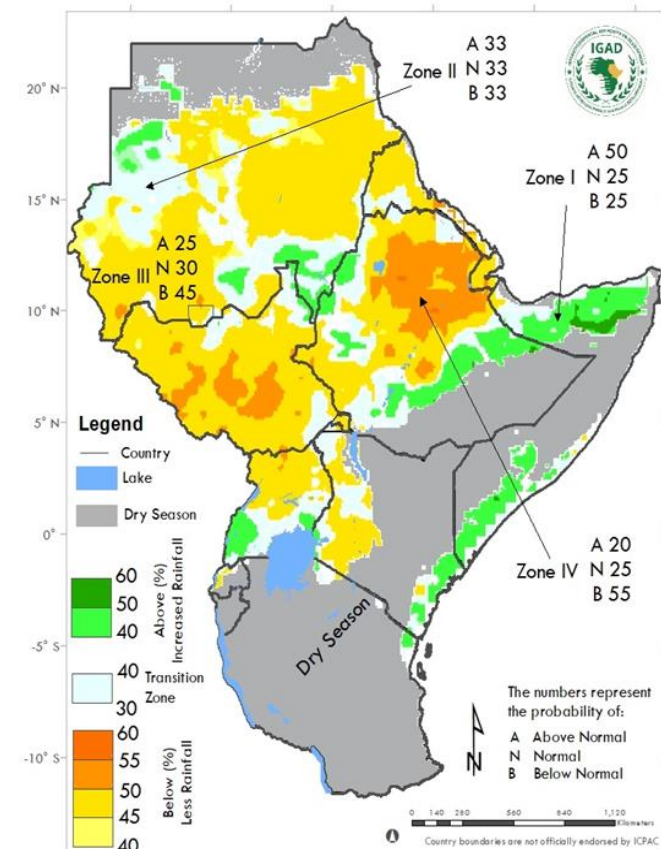 A 33
Zone II N 33
B 33
IGAD
20° N
A 50
Zone I N 25
B 25
15° N
A 25
Zone III N 30
B 45
10° N
5° N
Legend
Country
Lake
Dry Season
0°
A 20
Zone IV N 25
B 55
60
50
40
Above (%)
Increased Rainfall
-5° S
Dry Season
40
30
Transition
Zone
The numbers represent
the probability of:
A Above Normal
N Normal
B Below Normal
N
-10° S
60
55
50
45
40
Below (%)
Less Rainfall
0 140 280 560 840 1,120
Kilometers
Country boundaries are not officially endorsed by ICPAC